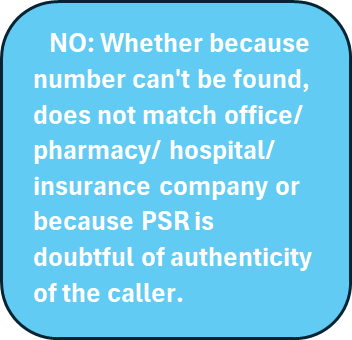 NO: Whether because
number can't be found,
does not match office/
pharmacy/ hospital/
insurance company or
because PSR is
doubtful of authenticity
of the caller.